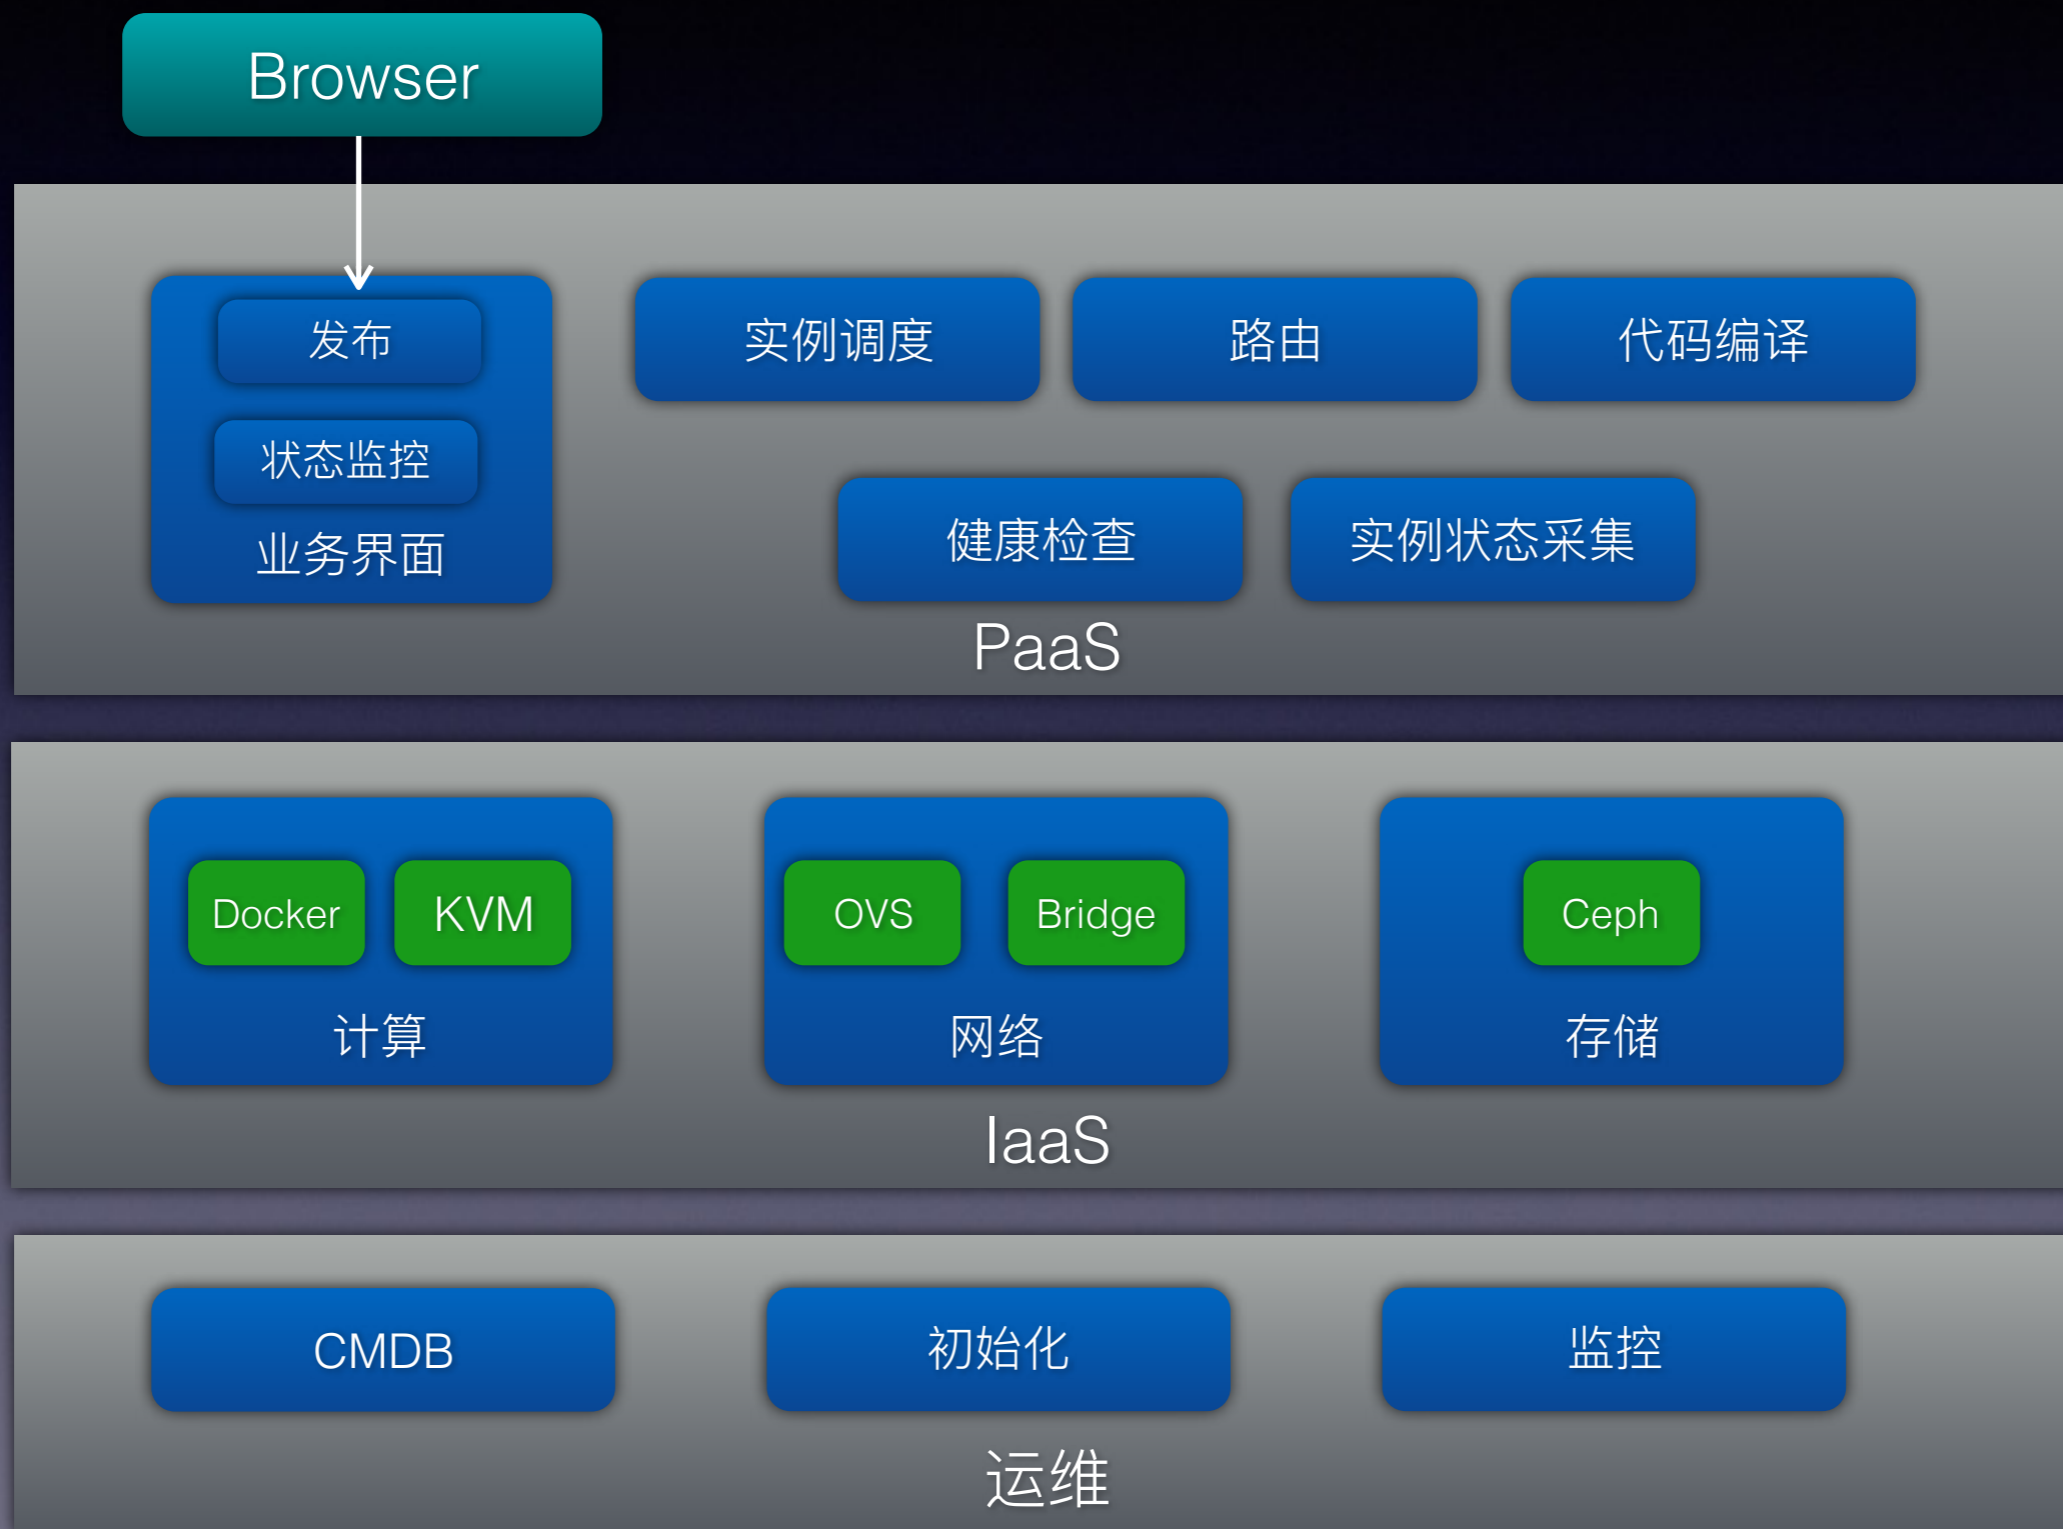 Browser
发布
状态监控
业务界面
实例调度
路由
代码编译
健康检查
实例状态采集
PaaS
Docker
KVM
计算
OVS
Bridge
网络
Ceph
存储
IaaS
CMDB
初始化
监控
运维